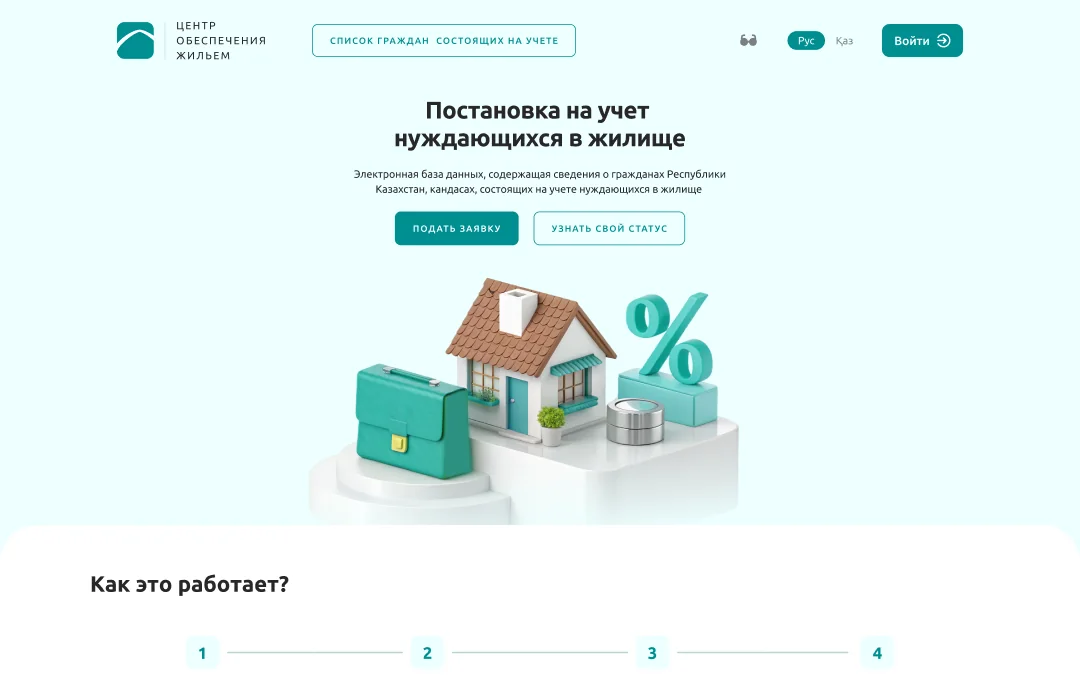 ЦЕНТР
ОБЕСПЕЧЕНИЯ
ЖИЛЬЕМ
СПИСОК ГРАЖДАН СОСТОЯЩИХ НА УЧЕТЕ
Рус
Қаз
Войти
Постановка на учет
нуждающихся в жилище
Электронная база данных, содержащая сведения о гражданах Республики
Казахстан, кандасах, состоящих на учете нуждающихся в жилище
ПОДАТЬ ЗАЯВКУ
УЗНАТЬ СВОЙ СТАТУС
%
Как это работает?
1
2
3
4